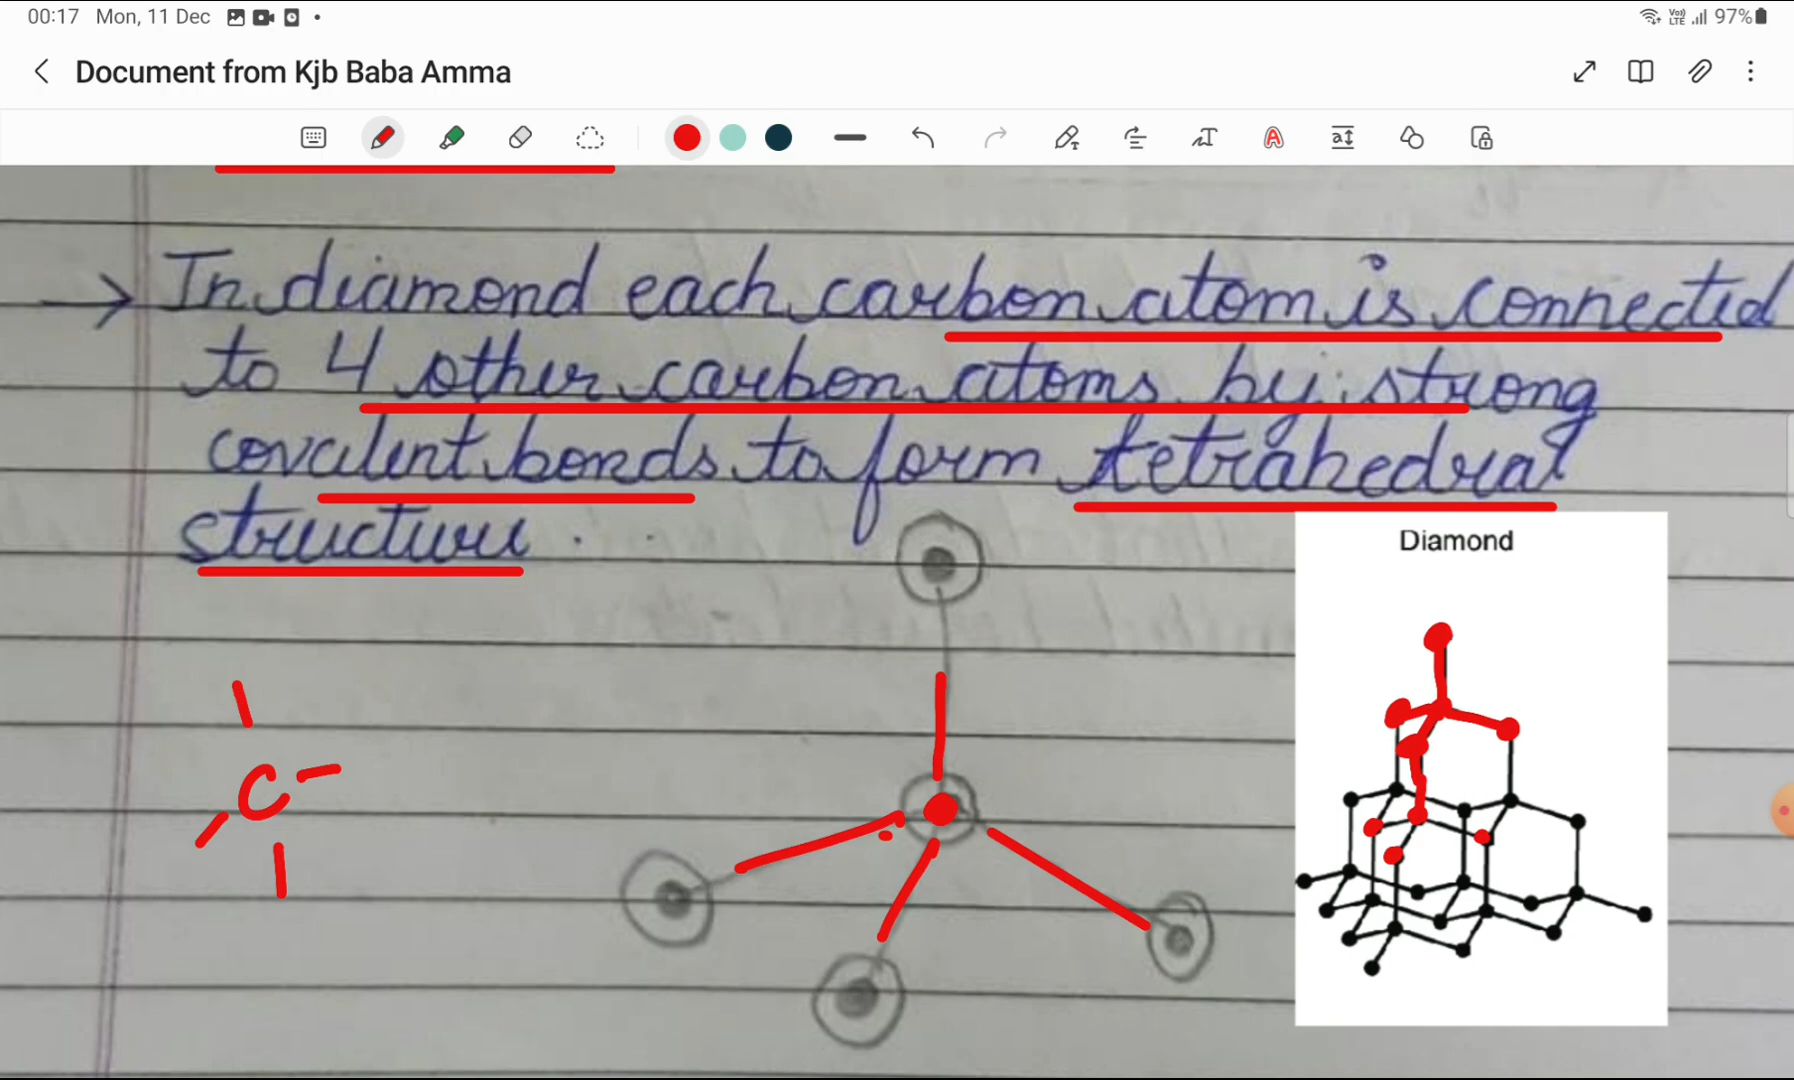 00:17 Mon, 11 Dec
97%
Document from Kjb Baba Amma
→ In diamond each carbon atom is connected
to 4 other carbon atoms by strong
covalent bonds to form tetrahedral
structure .
Diamond
C